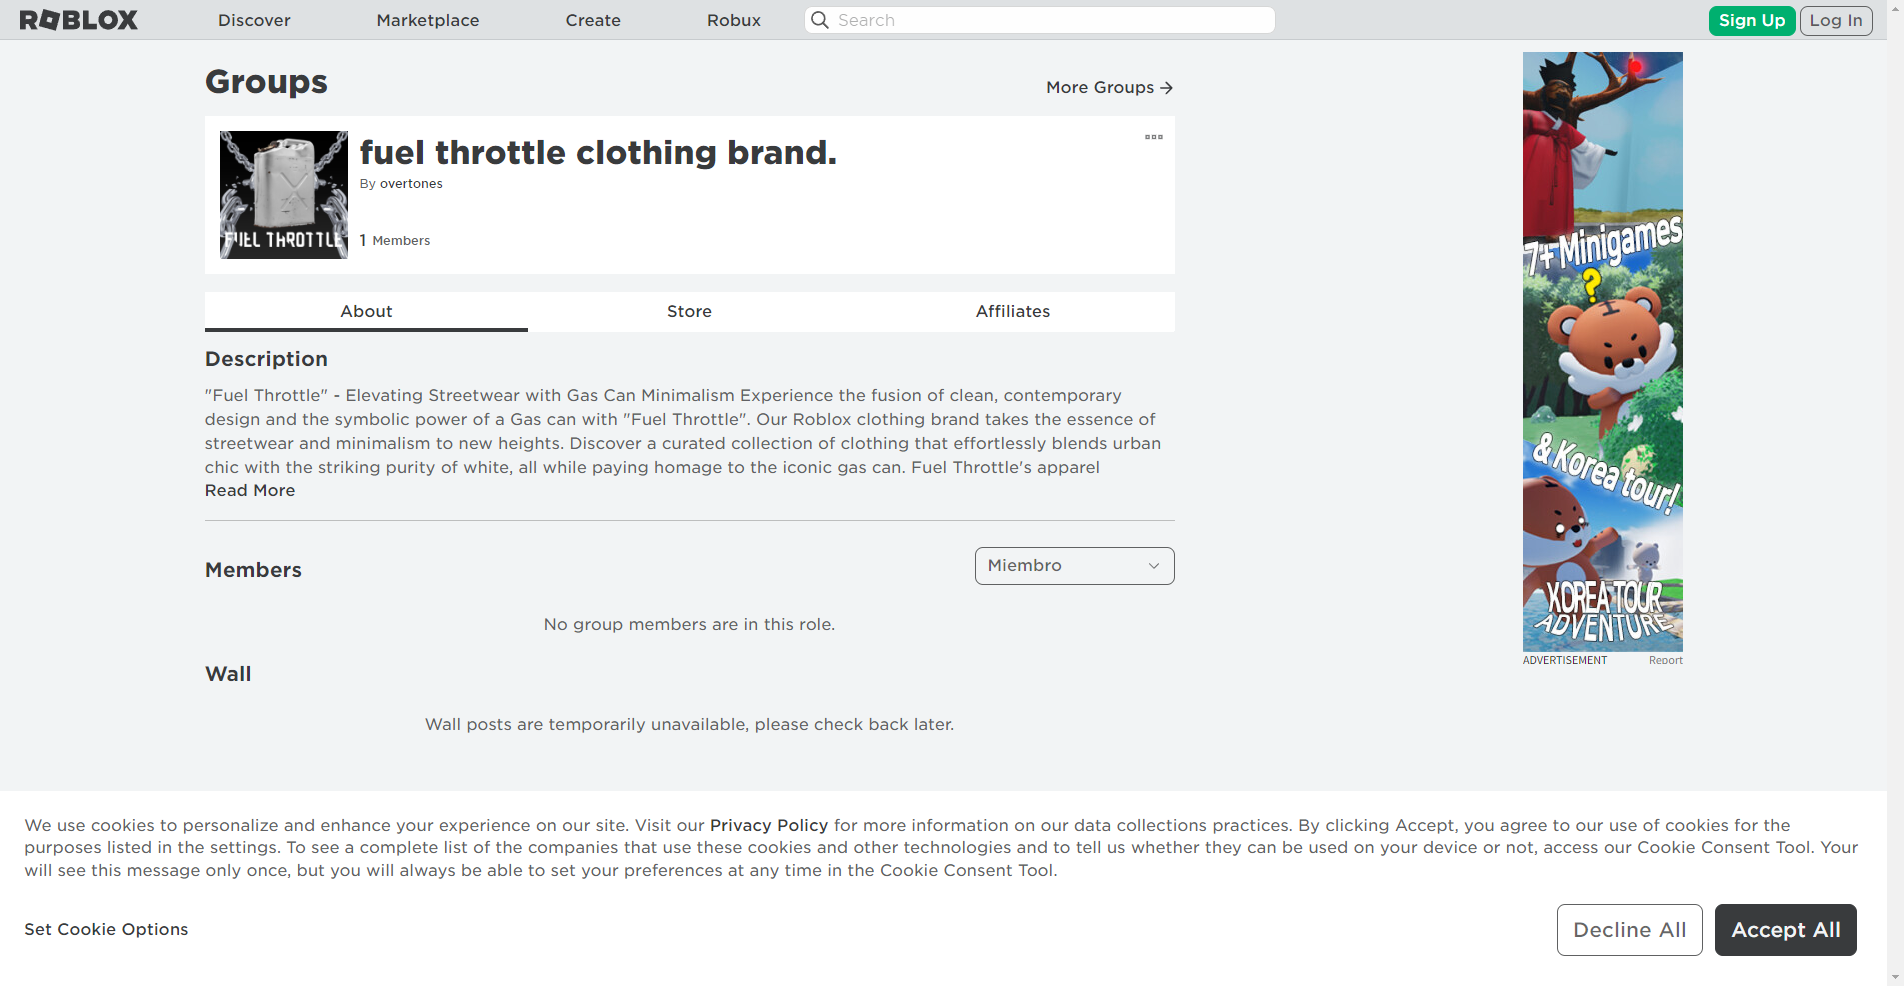 ROBLOX Discover Marketplace Create Robux Search Sign Up Log In
Groups
More Groups
FUEL THROTTLE
fuel throttle clothing brand.
By overtones
1 Members
About Store Affiliates
Description
"Fuel Throttle" - Elevating Streetwear with Gas Can Minimalism Experience the fusion of clean, contemporary
design and the symbolic power of a Gas can with "Fuel Throttle". Our Roblox clothing brand takes the essence of
streetwear and minimalism to new heights. Discover a curated collection of clothing that effortlessly blends urban
chic with the striking purity of white, all while paying homage to the iconic gas can. Fuel Throttle's apparel
Read More
Members
Miembro
No group members are in this role.
Wall
Wall posts are temporarily unavailable, please check back later.
7+ Minigames
?
& Korea tour!
KOREA TOUR
ADVENTURE
ADVERTISEMENT Report
We use cookies to personalize and enhance your experience on our site. Visit our Privacy Policy for more information on our data collections practices. By clicking Accept, you agree to our use of cookies for the
purposes listed in the settings. To see a complete list of the companies that use these cookies and other technologies and to tell us whether they can be used on your device or not, access our Cookie Consent Tool. Your
will see this message only once, but you will always be able to set your preferences at any time in the Cookie Consent Tool.
Set Cookie Options
Decline All
Accept All